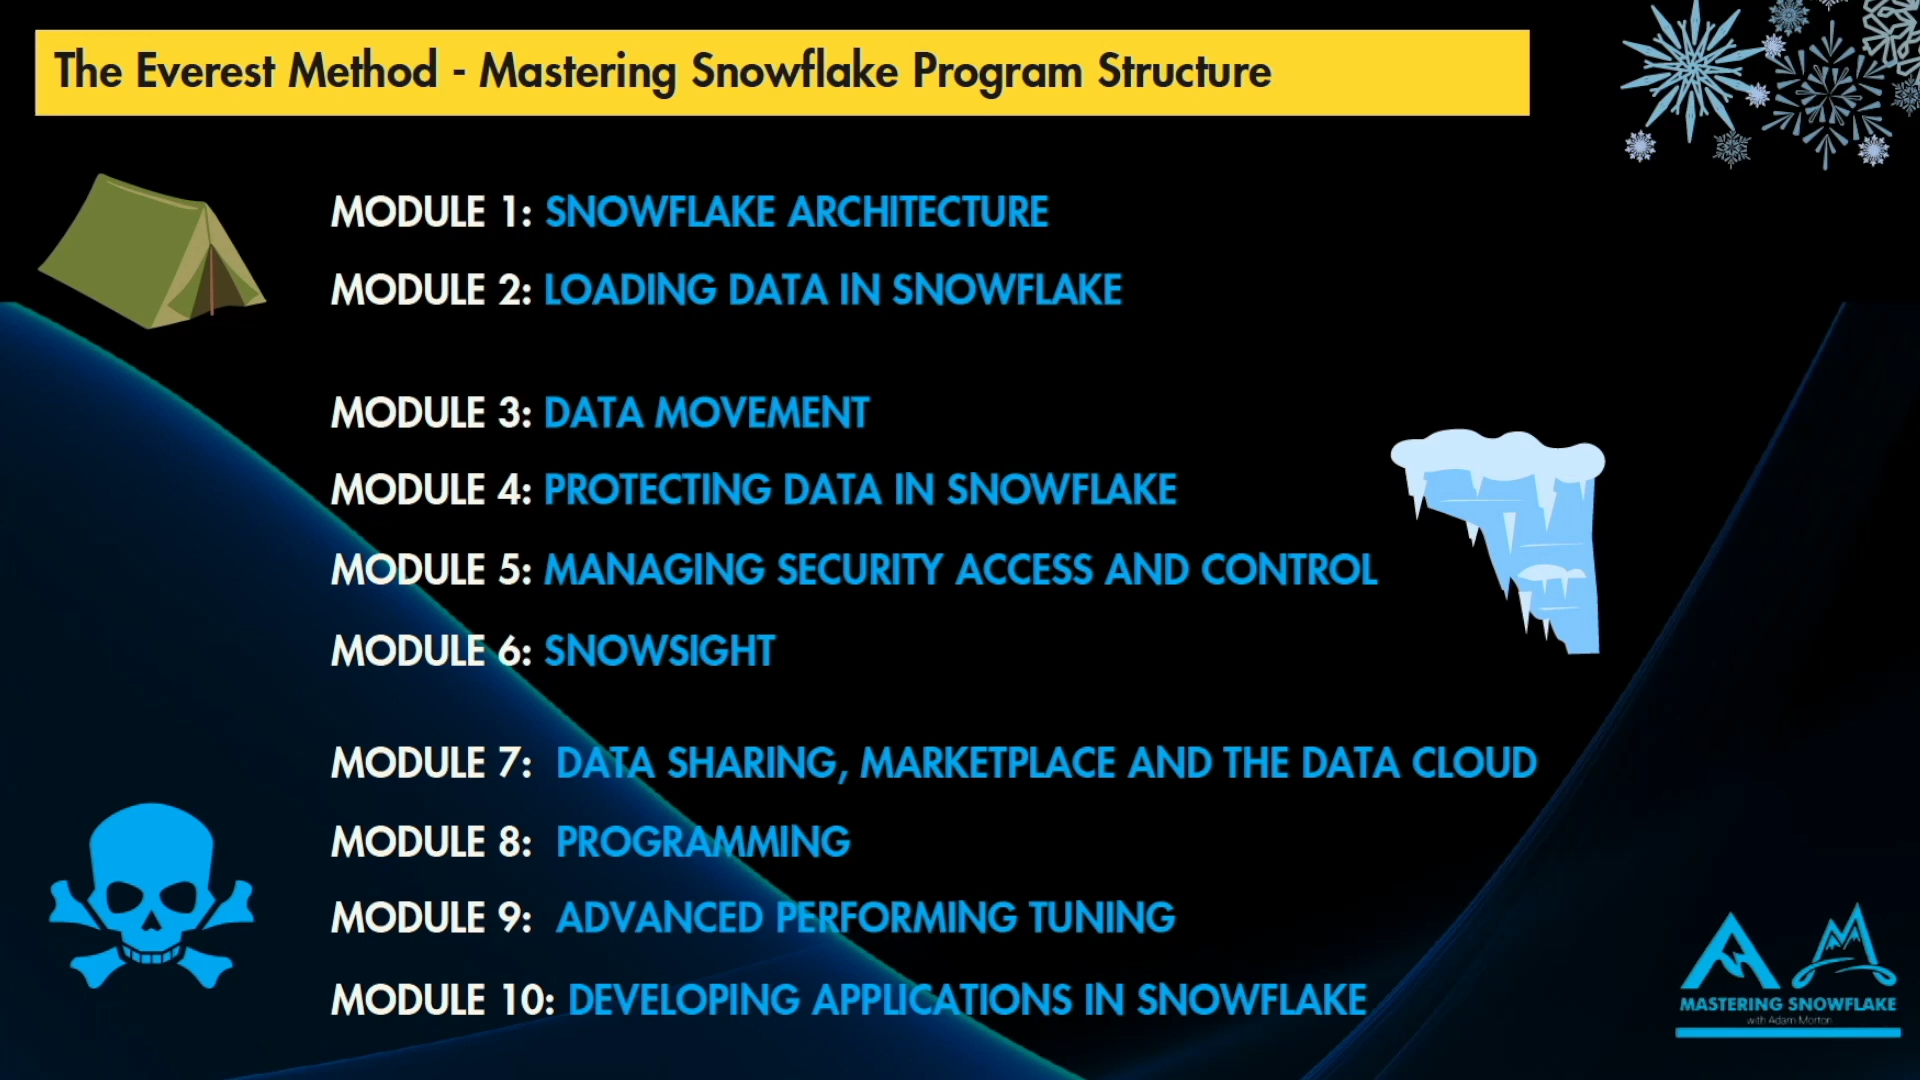 The Everest Method - Mastering Snowflake Program Structure
MODULE 1: SNOWFLAKE ARCHITECTURE
MODULE 2: LOADING DATA IN SNOWFLAKE
MODULE 3: DATA MOVEMENT
MODULE 4: PROTECTING DATA IN SNOWFLAKE
MODULE 5: MANAGING SECURITY ACCESS AND CONTROL
MODULE 6: SNOWSIGHT
MODULE 7: DATA SHARING, MARKETPLACE AND THE DATA CLOUD
MODULE 8: PROGRAMMING
MODULE 9: ADVANCED PERFORMING TUNING
MODULE 10: DEVELOPING APPLICATIONS IN SNOWFLAKE
MASTERING SNOWFLAKE
with Adam Morton